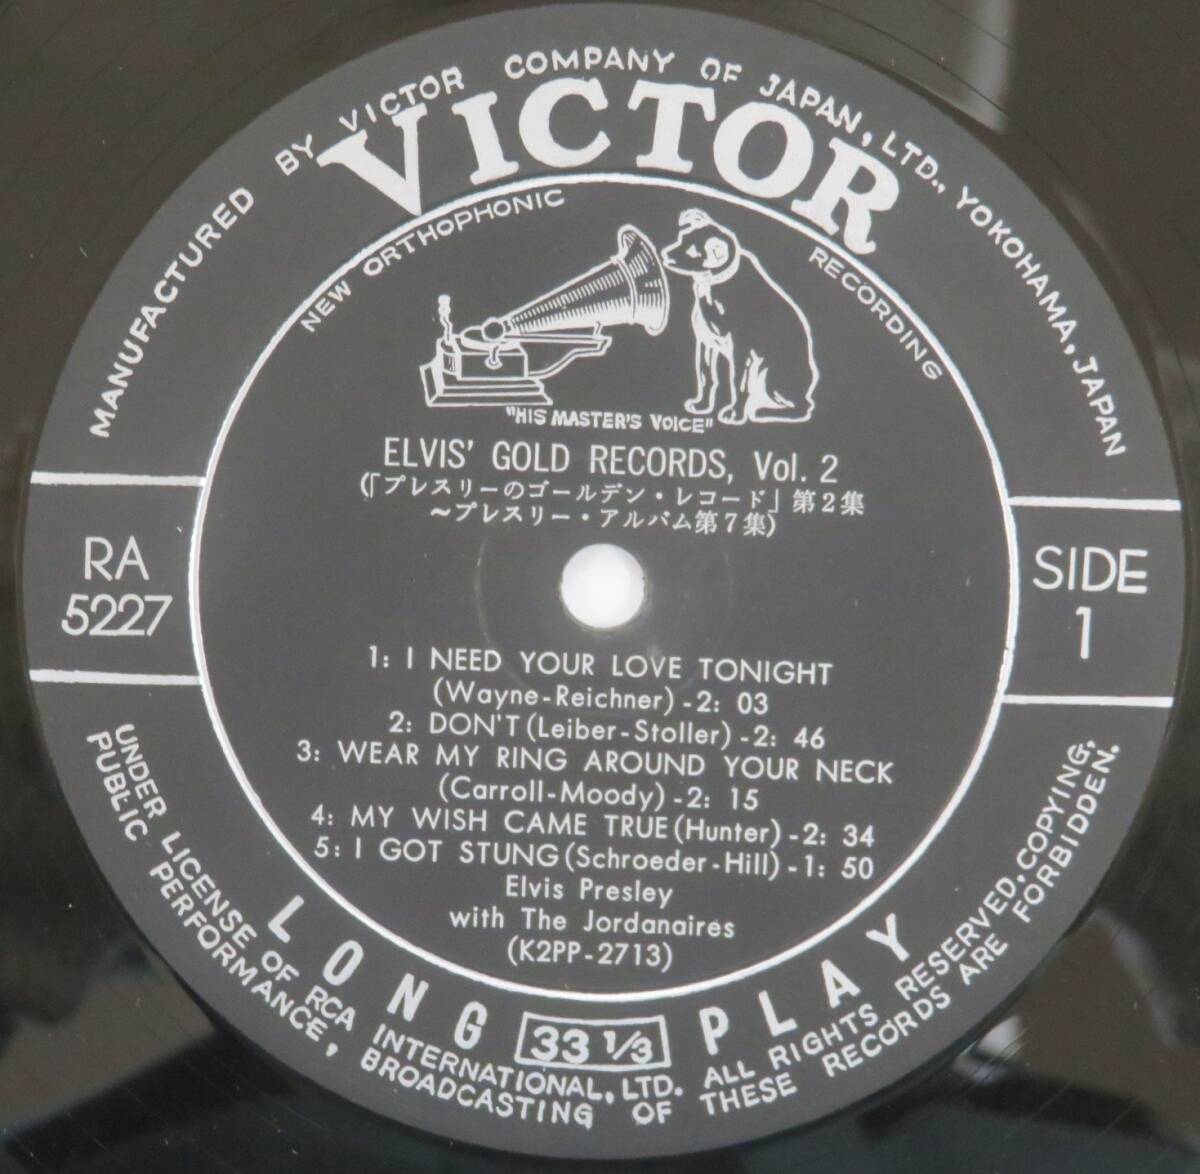 MANUFACTURED BY VICTOR COMPANY OF JAPAN, LTD., YOKOHAMA, JAPAN
VICTOR
NEW ORTHOPHONIC RECORDING
"HIS MASTER'S VOICE"
ELVIS' GOLD RECORDS, Vol. 2
(「プレスリーのゴールデン・レコード」第2集
～プレスリー・アルバム第7集)
RA
5227
SIDE
1
1: I NEED YOUR LOVE TONIGHT
(Wayne-Reichner)-2: 03
2: DON'T(Leiber-Stoller)-2: 46
3: WEAR MY RING AROUND YOUR NECK
(Carroll-Moody)-2: 15
4: MY WISH CAME TRUE(Hunter)-2: 34
5: I GOT STUNG(Schroeder-Hill)-1: 50
Elvis Presley
with The Jordanaires
(K2PP-2713)
LONG 33 1/3 PLAY
UNDER LICENSE OF RCA INTERNATIONAL, LTD. ALL RIGHTS RESERVED. COPYING,
PUBLIC PERFORMANCE, BROADCASTING OF THESE RECORDS ARE FORBIDDEN.